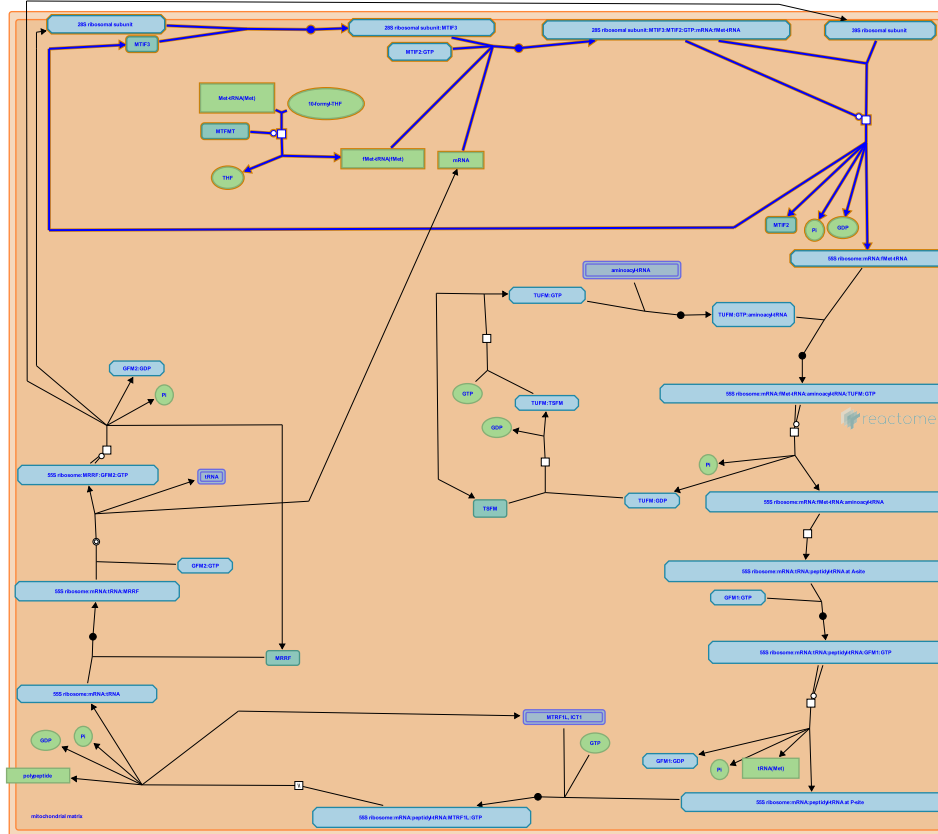 28S ribosomal subunit
28S ribosomal subunit:MTIF3
28S ribosomal subunit:MTIF3:MTIF2:GTP:mRNA:fMet-tRNA
28S ribosomal subunit
MTIF3
MTIF2:GTP
Met-tRNA(Met)
10-formyl-THF
MTFMT
fMet-tRNA(fMet)
mRNA
THF
MTIF2
Pi
GDP
55S ribosome:mRNA:fMet-tRNA
aminoacyl-tRNA
TUFM:GTP
TUFM:GTP:aminoacyl-tRNA
GFM2:GDP
Pi
GTP
TUFM:TSFM
55S ribosome:mRNA:fMet-tRNA:aminoacyl-tRNA:TUFM:GTP
reactome
GDP
Pi
55S ribosome:MRRF:GFM2:GTP
tRNA
TSFM
TUFM:GDP
55S ribosome:mRNA:fMet-tRNA:aminoacyl-tRNA
GFM2:GTP
55S ribosome:mRNA:tRNA:peptidyl-tRNA at A-site
55S ribosome:mRNA:tRNA:MRRF
GFM1:GTP
MRRF
55S ribosome:mRNA:tRNA:peptidyl-tRNA:GFM1:GTP
55S ribosome:mRNA:tRNA
MTRF1L, ICT1
GDP
Pi
GTP
GFM1:GDP
Pi
tRNA(Met)
polypeptide
55S ribosome:mRNA:peptidyl-tRNA at P-site
mitochondrial matrix
55S ribosome:mRNA:peptidyl-tRNA:MTRF1L:GTP